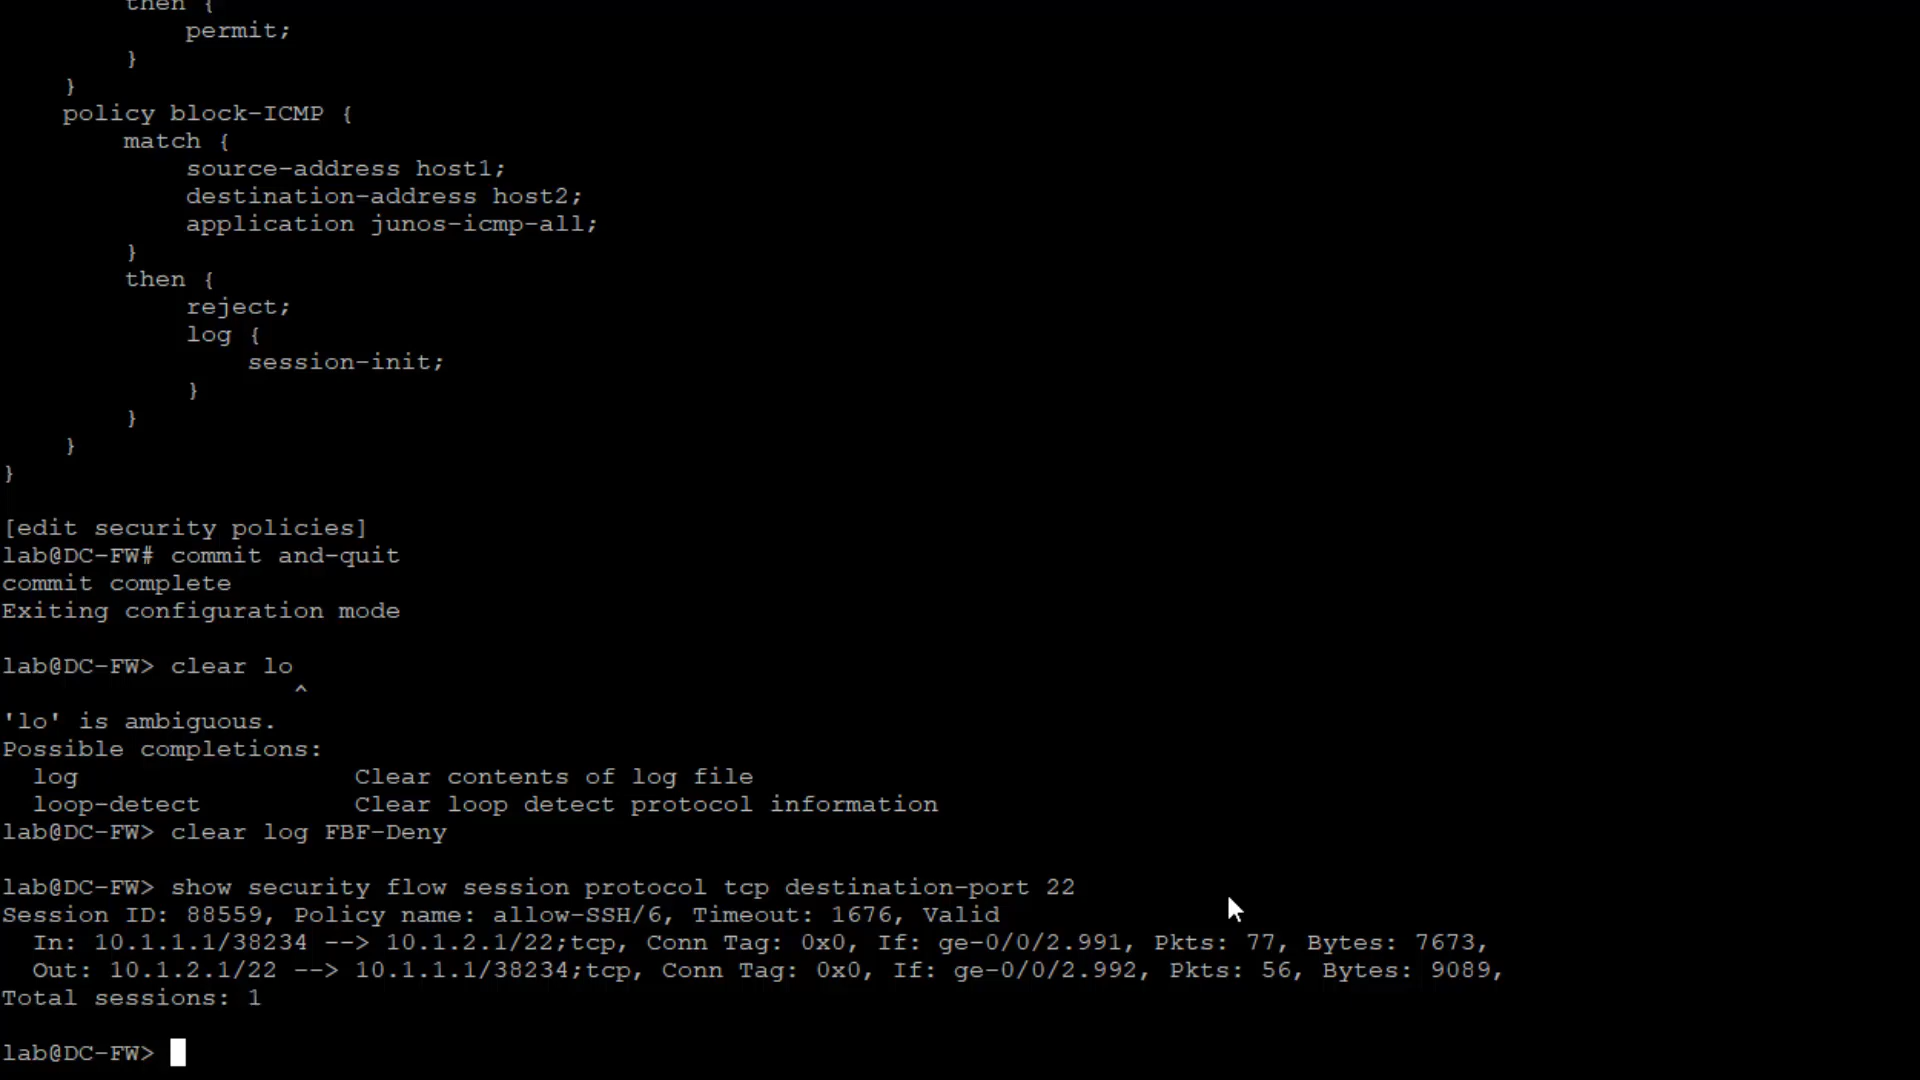 then {
permit;
}
}
policy block-ICMP {
match {
source-address host1;
destination-address host2;
application junos-icmp-all;
}
then {
reject;
log {
session-init;
}
}
}
}
[edit security policies]
lab@DC-FW# commit and-quit
commit complete
Exiting configuration mode
lab@DC-FW> clear lo
^
'lo' is ambiguous.
Possible completions:
log Clear contents of log file
loop-detect Clear loop detect protocol information
lab@DC-FW> clear log FBF-Deny
lab@DC-FW> show security flow session protocol tcp destination-port 22
Session ID: 88559, Policy name: allow-SSH/6, Timeout: 1676, Valid
In: 10.1.1.1/38234 --> 10.1.2.1/22;tcp, Conn Tag: 0x0, If: ge-0/0/2.991, Pkts: 77, Bytes: 7673,
Out: 10.1.2.1/22 --> 10.1.1.1/38234;tcp, Conn Tag: 0x0, If: ge-0/0/2.992, Pkts: 56, Bytes: 9089,
Total sessions: 1
lab@DC-FW>